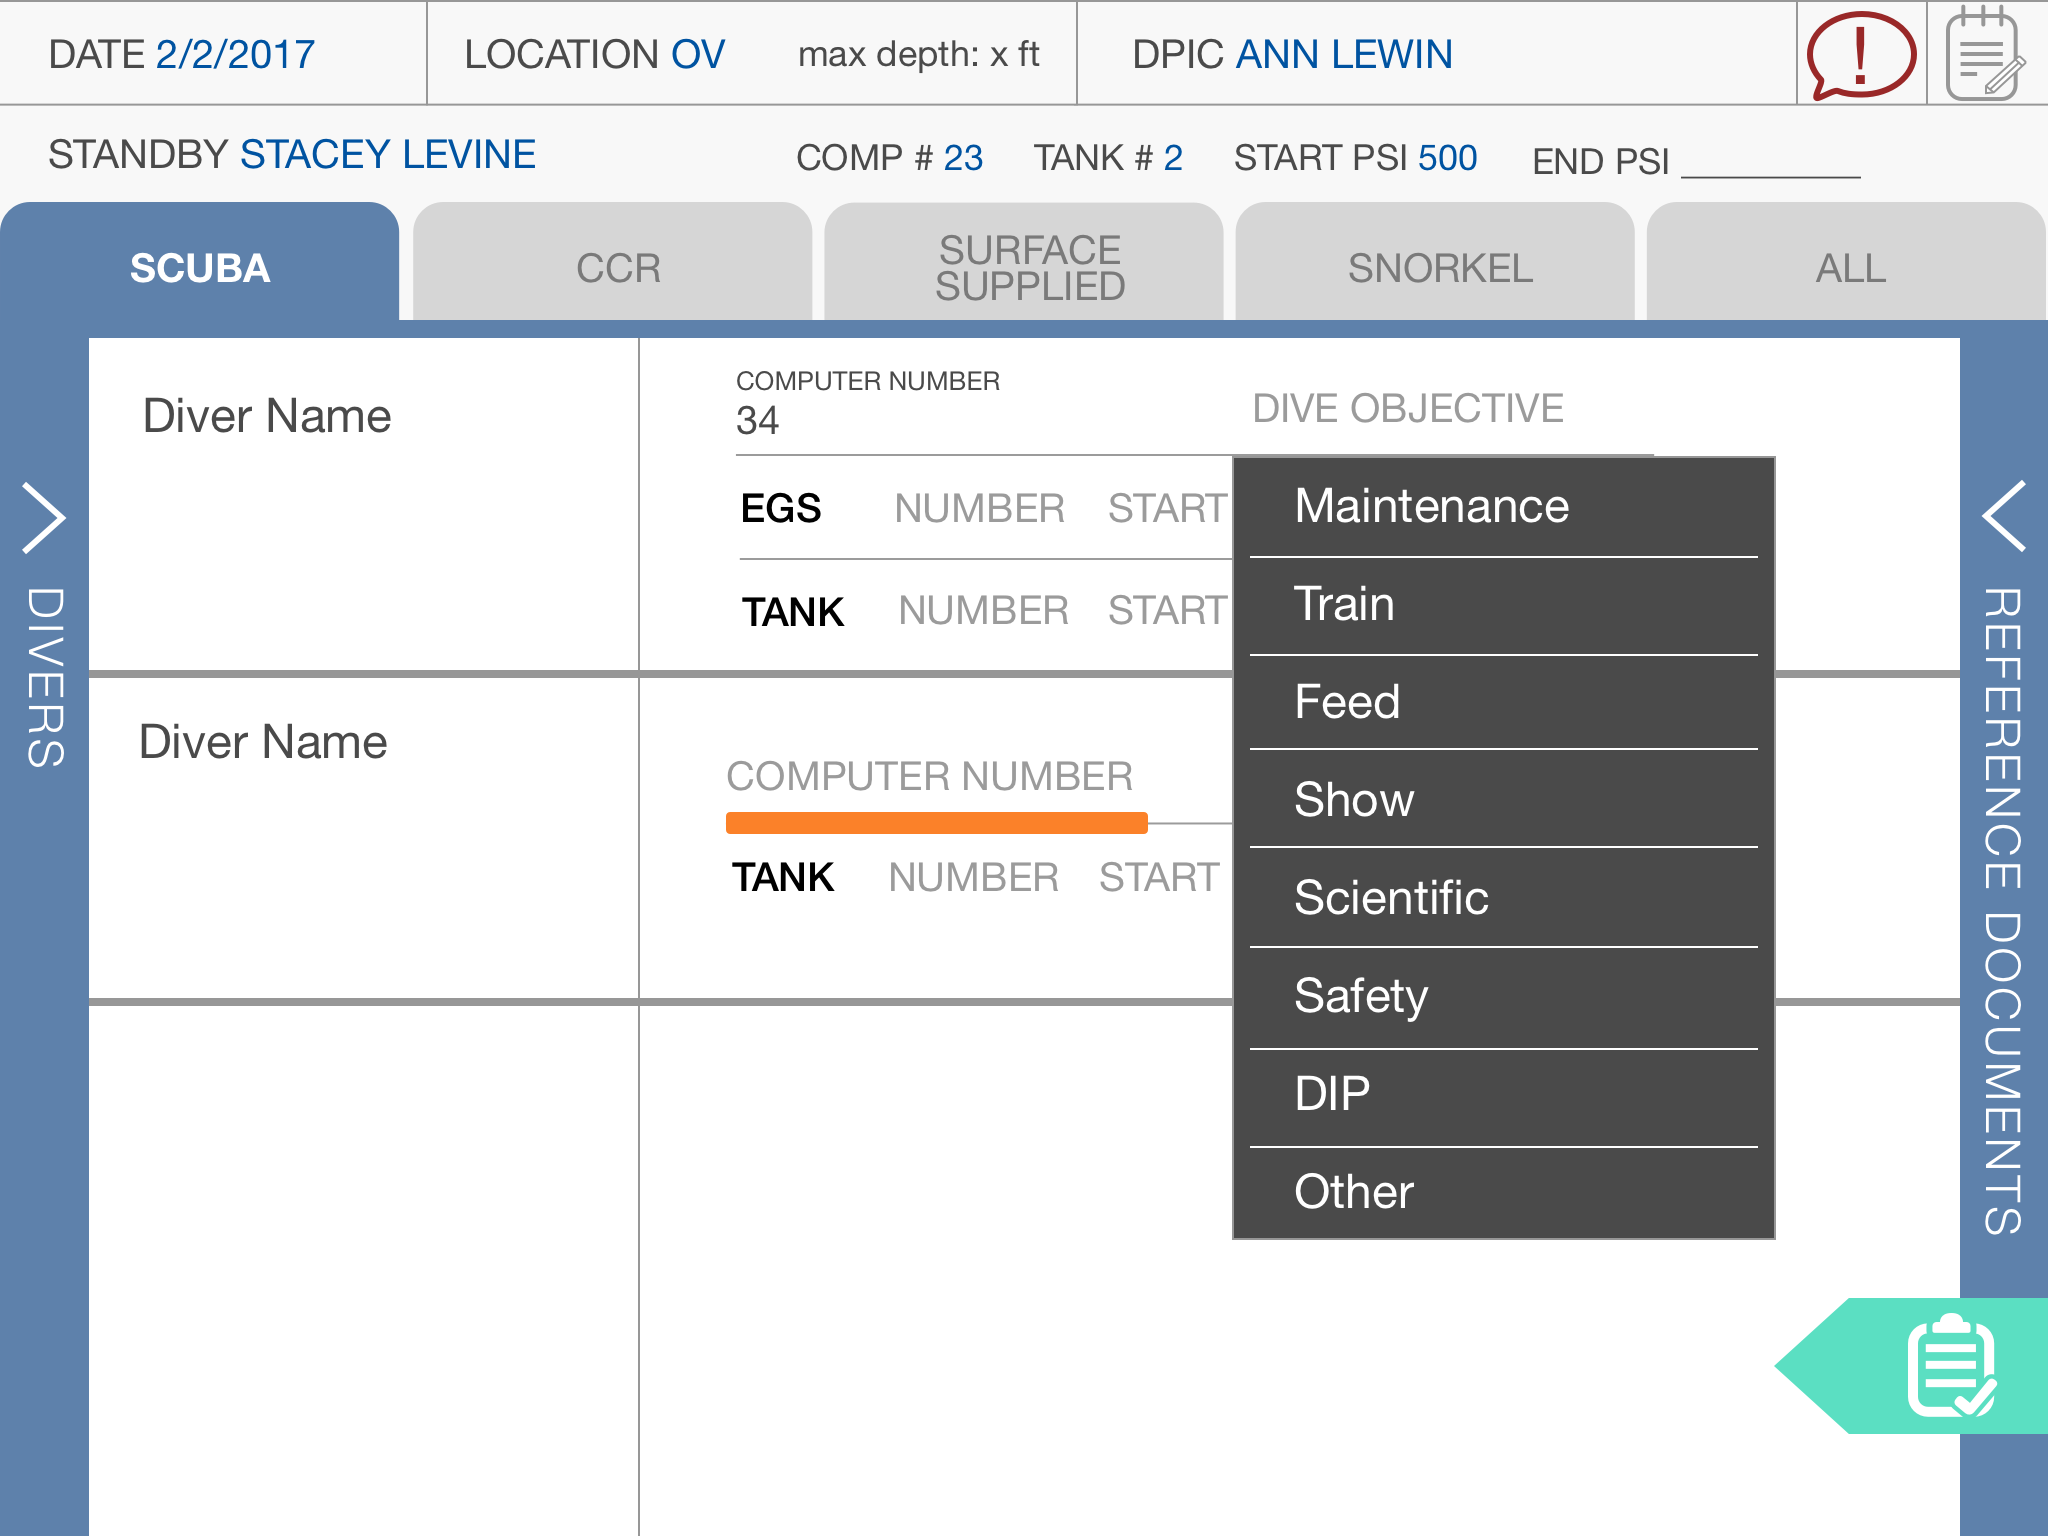 DATE 2/2/2017 LOCATION OV max depth: x ft DPIC ANN LEWIN !
STANDBY STACEY LEVINE COMP # 23 TANK # 2 START PSI 500 END PSI
SCUBA CCR SURFACE SUPPLIED SNORKEL ALL
DIVERS
Diver Name
COMPUTER NUMBER
34
DIVE OBJECTIVE
EGS NUMBER START
TANK NUMBER START
Diver Name
COMPUTER NUMBER
TANK NUMBER START
Maintenance
Train
Feed
Show
Scientific
Safety
DIP
Other
REFERENCE DOCUMENTS